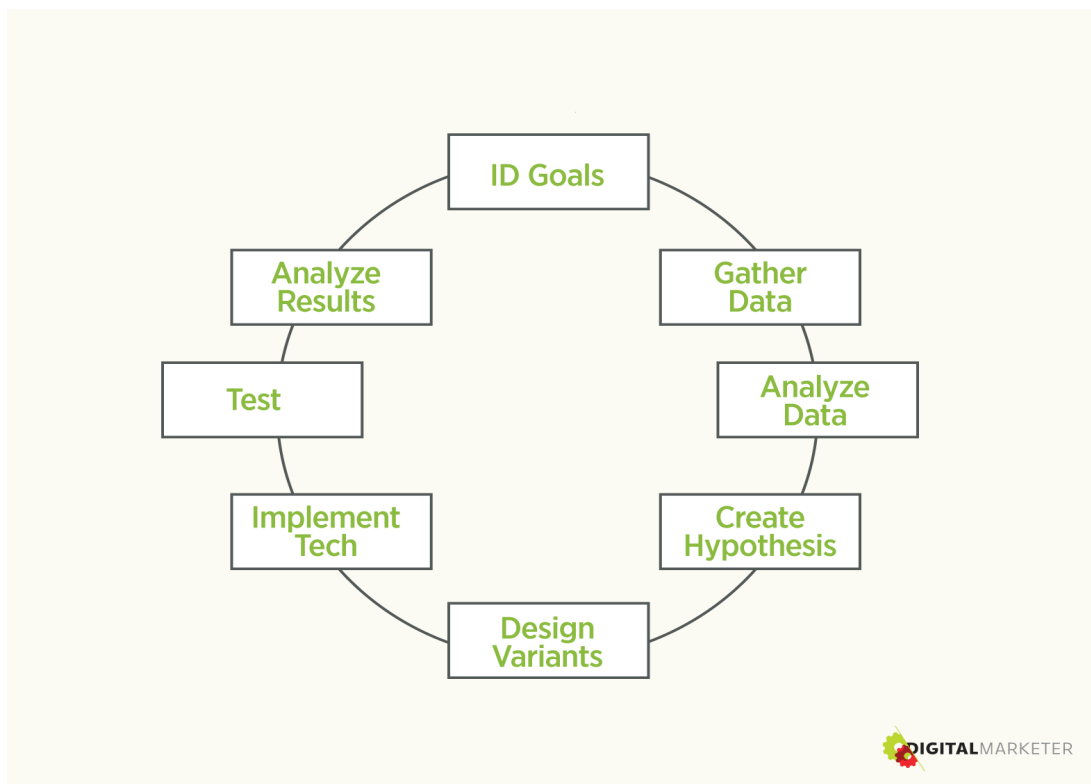 ID Goals
Gather
Data
Analyze
Data
Create
Hypothesis
Design
Variants
Implement
Tech
Test
Analyze
Results
DIGITALMARKETER